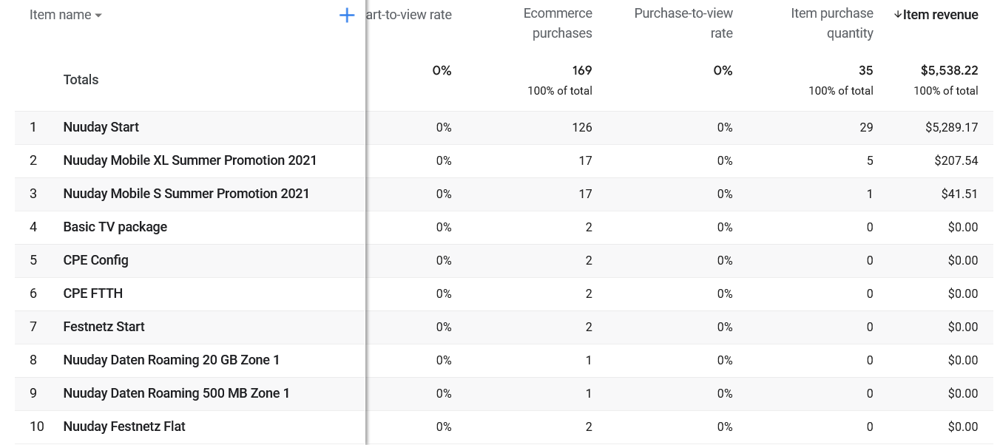 Item name art-to-view rate Ecommerce purchases Purchase-to-view rate Item purchase quantity Item revenue
Totals 0% 169 0% 35 $5,538.22
100% of total 100% of total 100% of total
1 Nuuday Start 0% 126 0% 29 $5,289.17
2 Nuuday Mobile XL Summer Promotion 2021 0% 17 0% 5 $207.54
3 Nuuday Mobile S Summer Promotion 2021 0% 17 0% 1 $41.51
4 Basic TV package 0% 2 0% 0 $0.00
5 CPE Config 0% 2 0% 0 $0.00
6 CPE FTTH 0% 2 0% 0 $0.00
7 Festnetz Start 0% 2 0% 0 $0.00
8 Nuuday Daten Roaming 20 GB Zone 1 0% 1 0% 0 $0.00
9 Nuuday Daten Roaming 500 MB Zone 1 0% 1 0% 0 $0.00
10 Nuuday Festnetz Flat 0% 2 0% 0 $0.00